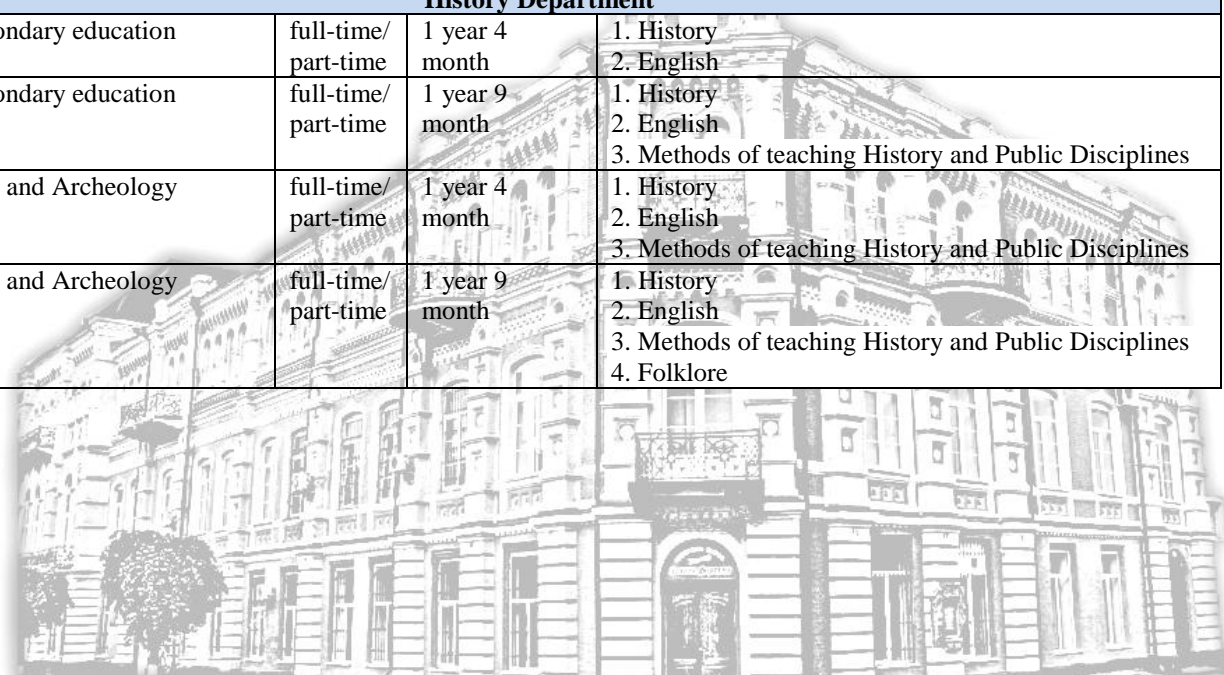 History Department
ondary education full-time/ 1 year 4 1. History
part-time month 2. English
ondary education full-time/ 1 year 9 1. History
part-time month 2. English
3. Methods of teaching History and Public Disciplines
and Archeology full-time/ 1 year 4 1. History
part-time month 2. English
3. Methods of teaching History and Public Disciplines
and Archeology full-time/ 1 year 9 1. History
part-time month 2. English
3. Methods of teaching History and Public Disciplines
4. Folklore